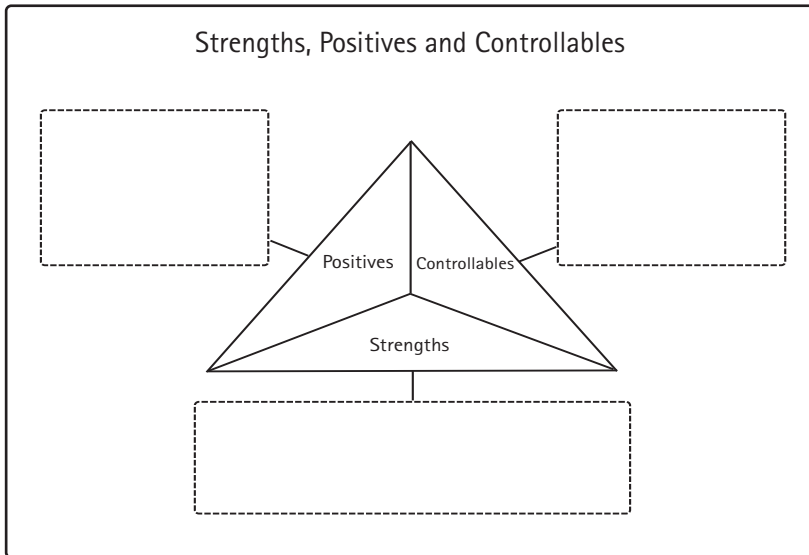 Strengths, Positives and Controllables
Positives
Controllables
Strengths